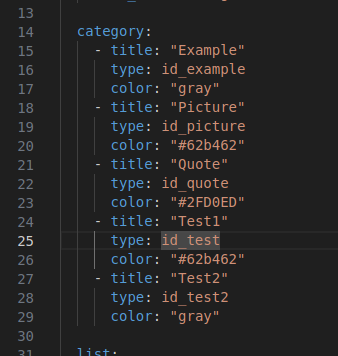 13
14 category:
15 - title: "Example"
16 type: id_example
17 color: "gray"
18 - title: "Picture"
19 type: id_picture
20 color: "#62b462"
21 - title: "Quote"
22 type: id_quote
23 color: "#2FD0ED"
24 - title: "Test1"
25 type: id_test
26 color: "#62b462"
27 - title: "Test2"
28 type: id_test2
29 color: "gray"
30
31 list: